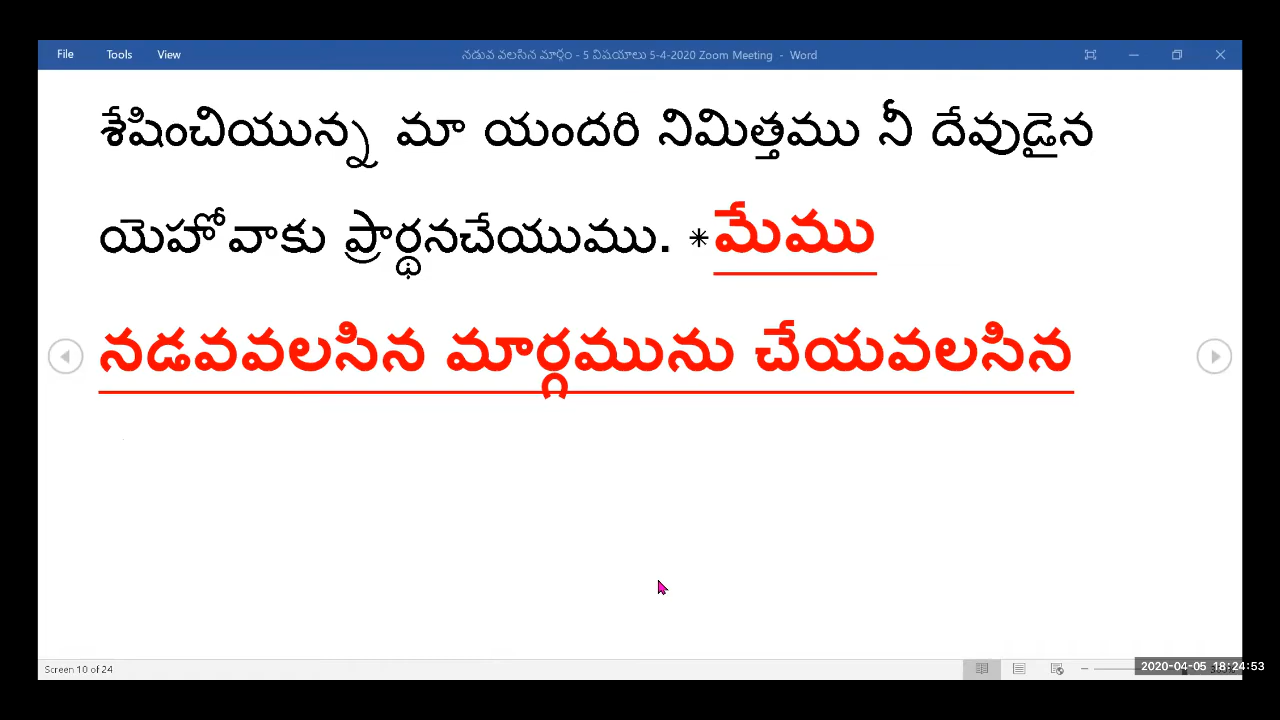 File Tools View నడువ వలసిన మార్గం - 5 విషయాలు 5-4-2020 Zoom Meeting - Word
శేషించియున్న మా యందరి నిమిత్తము నీ దేవుడైన
యెహోవాకు ప్రార్థనచేయుము. *మేము
నడవవలసిన మార్గమును చేయవలసిన
Screen 10 of 24
2020-04-05 18:24:53